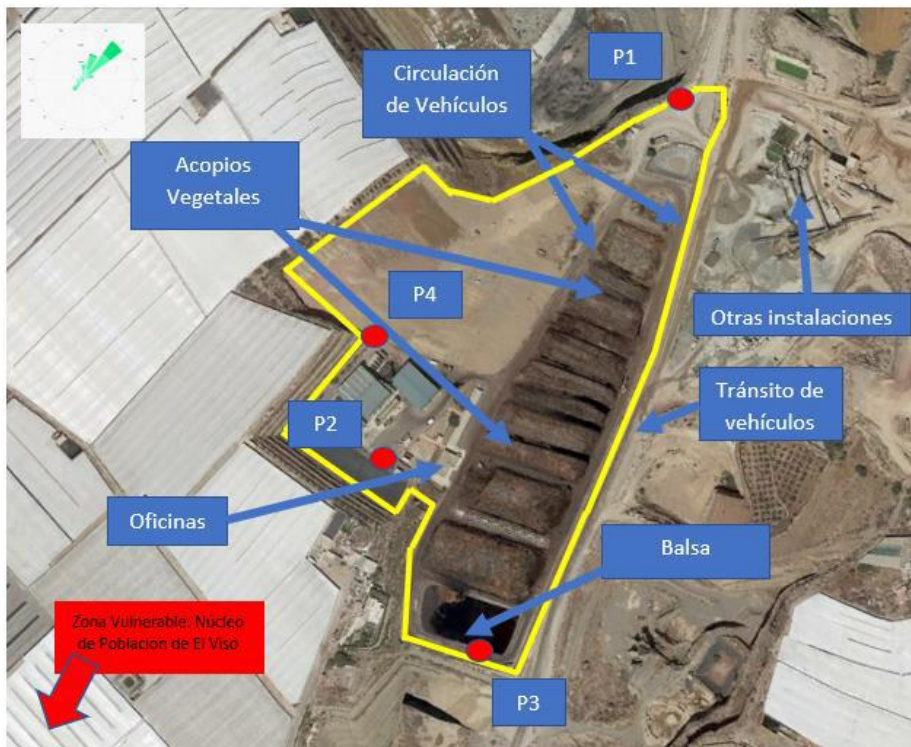 P1
Circulación
de Vehículos
Acopios
Vegetales
P4
Otras instalaciones
Tránsito de
vehículos
P2
Oficinas
Balsa
Zona Vulnerable: Núcleo
de Poblacion de El Viso
P3